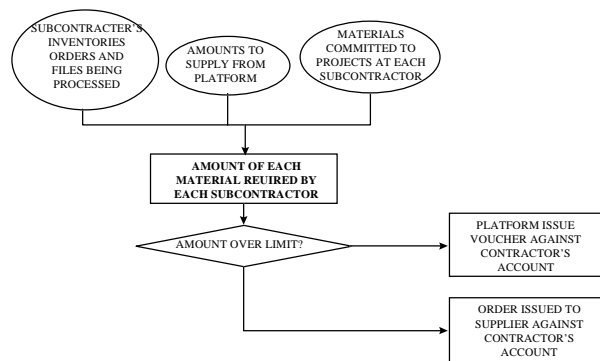 SUBCONTRACTER'S
INVENTORIES
ORDERS AND
FILES BEING
PROCESSED
AMOUNTS TO
SUPPLY FROM
PLATFORM
MATERIALS
COMMITTED TO
PROJECTS AT EACH
SUBCONTRACTOR
AMOUNT OF EACH
MATERIAL REUIRED BY
EACH SUBCONTRACTOR
AMOUNT OVER LIMIT?
PLATFORM ISSUE
VOUCHER AGAINST
CONTRACTOR'S
ACCOUNT
ORDER ISSUED TO
SUPPLIER AGAINST
CONTRACTOR'S
ACCOUNT